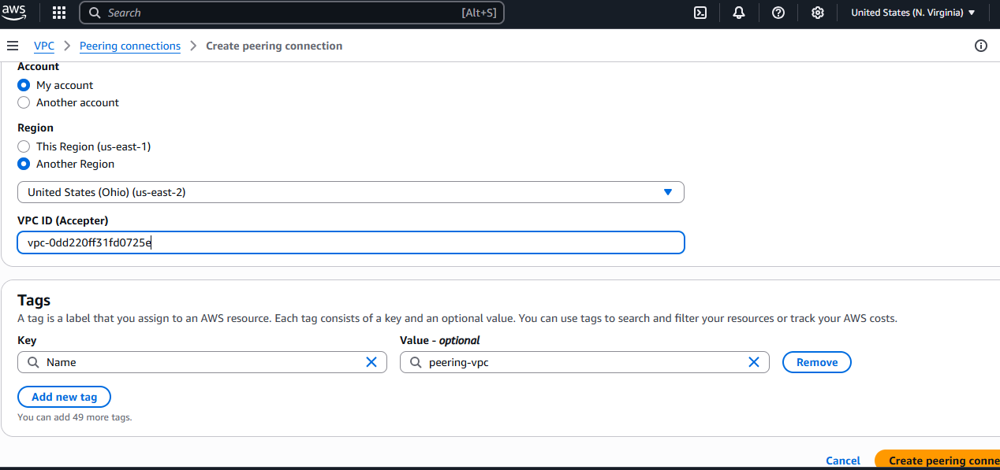 aws
Search
[Alt+S]
United States (N. Virginia)
VPC
Peering connections
Create peering connection
Account
My account
Another account
Region
This Region (us-east-1)
Another Region
United States (Ohio) (us-east-2)
VPC ID (Accepter)
vpc-0dd220ff31fd0725e
Tags
A tag is a label that you assign to an AWS resource. Each tag consists of a key and an optional value. You can use tags to search and filter your resources or track your AWS costs.
Key
Value - optional
Name
peering-vpc
Remove
Add new tag
You can add 49 more tags.
Cancel
Create peering conne